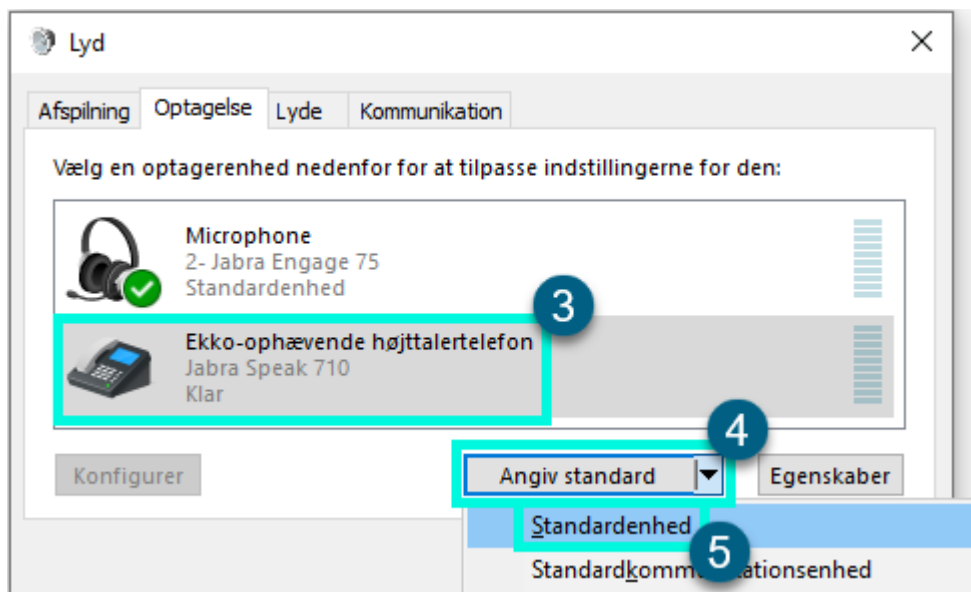 Lyd
Afspilning Optagelse Lyde Kommunikation
Vælg en optagerenhed nedenfor for at tilpasse indstillingerne for den:
Microphone
2- Jabra Engage 75
Standardenhed
3
Ekko-ophævende højttalertelefon
Jabra Speak 710
Klar
4
Konfigurer Angiv standard Egenskaber
Standardenhed
5